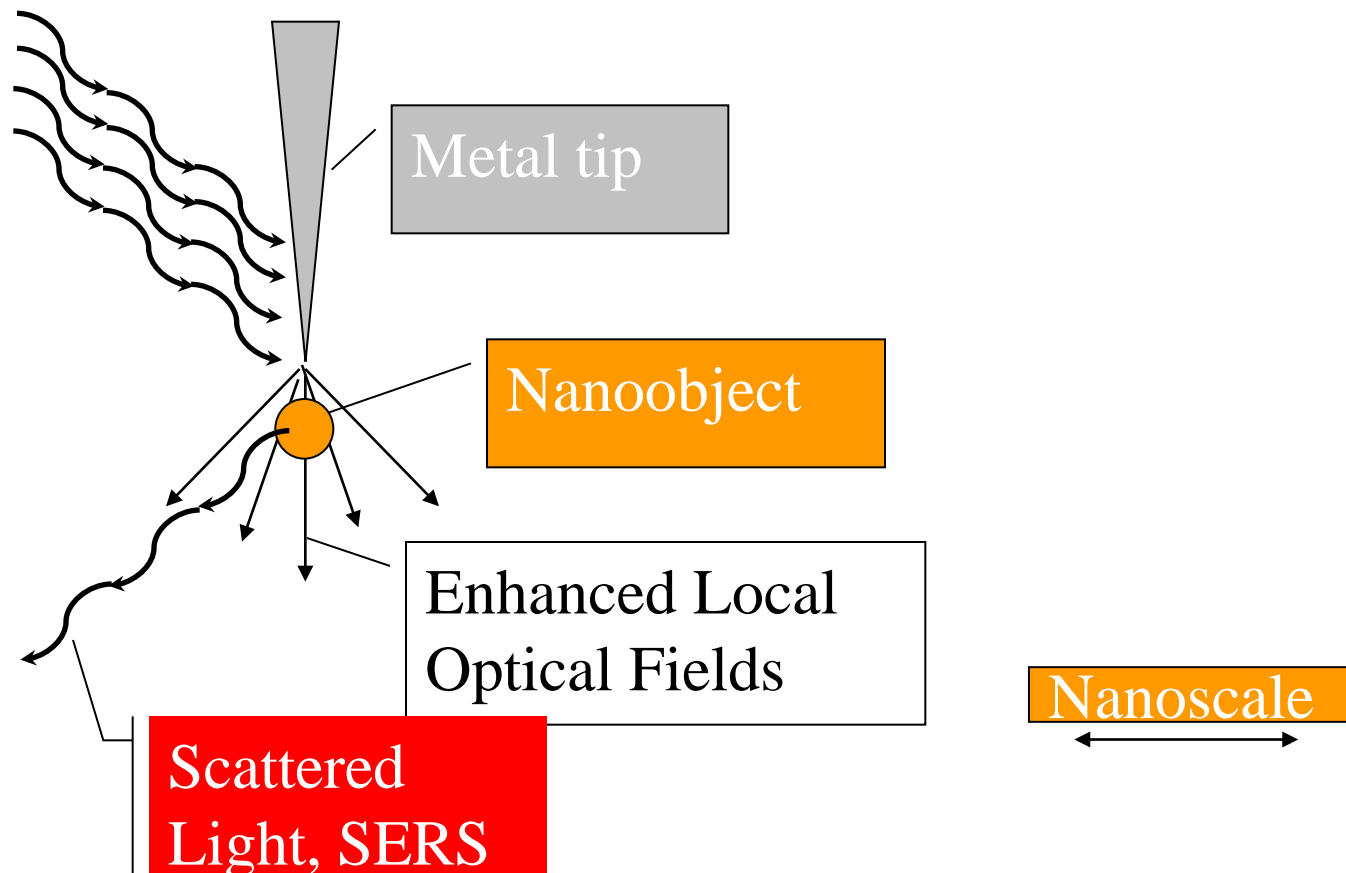 Metal tip
Nanoobject
Enhanced Local
Optical Fields
Nanoscale
Scattered
Light, SERS